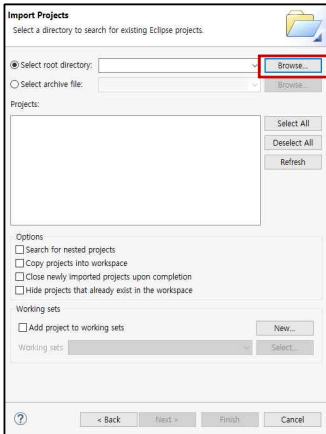 Import Projects
Select a directory to search for existing Eclipse projects.
Select root directory: Browse...
Select archive file: Browse...
Projects:
Select All
Deselect All
Refresh
Options
Search for nested projects
Copy projects into workspace
Close newly imported projects upon completion
Hide projects that already exist in the workspace
Working sets
Add project to working sets New...
Working sets Select...
? < Back Next > Finish Cancel